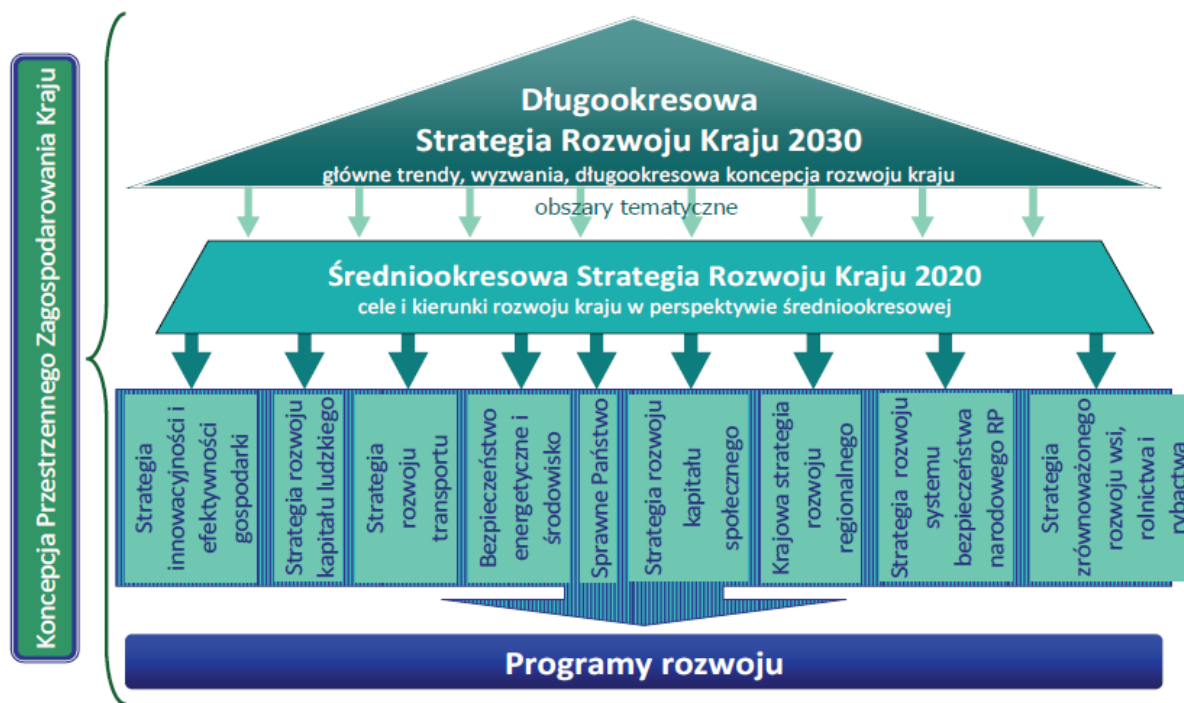 Koncepcja Przestrzennego Zagospodarowania Kraju
Długookresowa
Strategia Rozwoju Kraju 2030
główne trendy, wyzwania, długookresowa koncepcja rozwoju kraju
obszary tematyczne
Średniookresowa Strategia Rozwoju Kraju 2020
cele i kierunki rozwoju kraju w perspektywie średniookresowej
Strategia
innowacyjności i
efektywności
gospodarki
Strategia rozwoju
kapitału ludzkiego
Strategia
rozwoju
transportu
Bezpieczeństwo
energetyczne i
środowisko
Sprawne Państwo
Strategia rozwoju
kapitału
społecznego
Krajowa strategia
rozwoju
regionalnego
Strategia rozwoju
systemu
bezpieczeństwa
narodowego RP
Strategia
zrównoważonego
rozwoju wsi,
rolnictwa i
rybactwa
Programy rozwoju